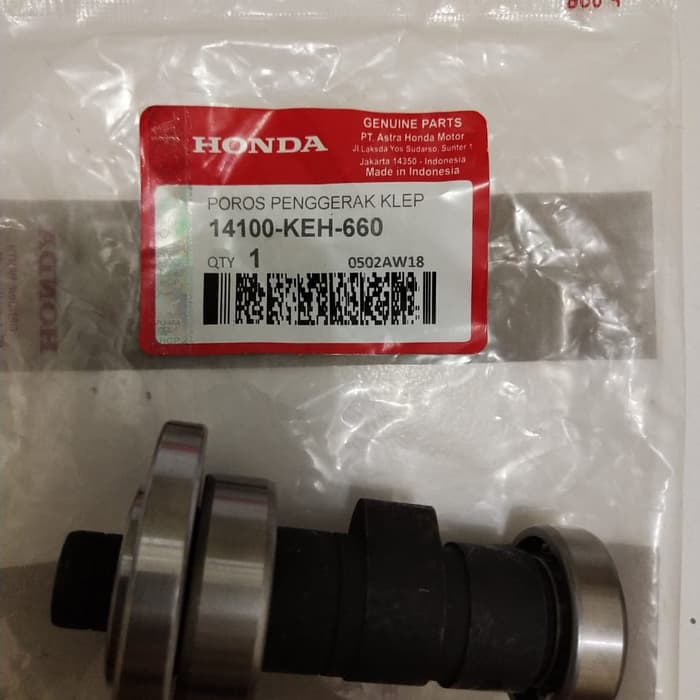 HONDA
GENUINE PARTS
PT. Astra Honda Motor
Jl.Laksda Yos Sudarso, Sunter 1
Jakarta 14350 - Indonesia
Made in Indonesia
POROS PENGGERAK KLEP
14100-KEH-660
QTY 1 0502AW18
HONDA